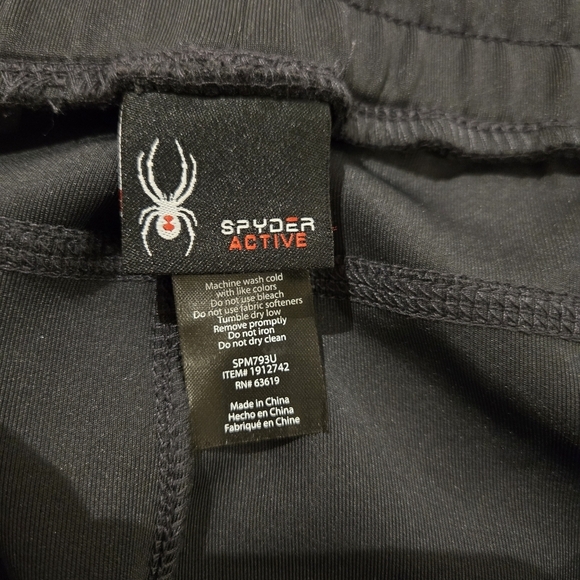 SPYDER
ACTIVE
Machine wash cold
with like colors
Do not use bleach
Do not use fabric softeners
Tumble dry low
Remove promptly
Do not iron
Do not dry clean
SPM793U
ITEM# 1912742
RN# 63619
Made in China
Hecho en China
Fabriqué en Chine